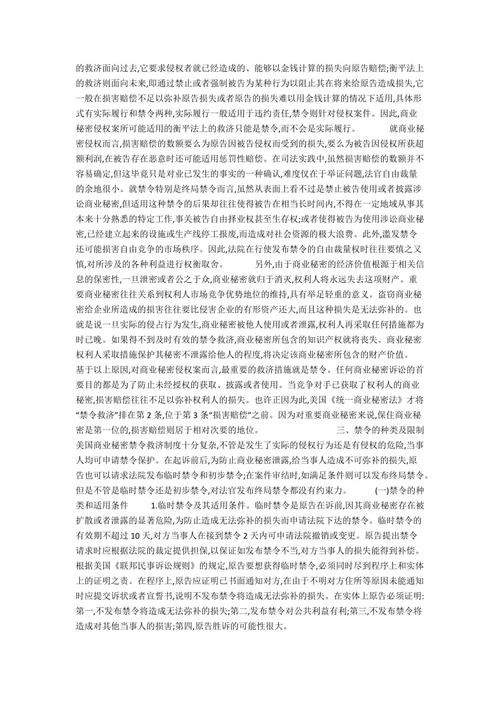 的救济面向过去,它要求侵权者就已经造成的、能够以金钱计算的损失向原告赔偿;衡平法上
的救济则面向未来,即通过禁止或者强制被告为某种行为以阻止其在将来给原告造成损失,它
一般在损害赔偿不足以弥补原告损失或者原告的损失难以用金钱计算的情况下适用,具体形
式有实际履行和禁令两种,实际履行一般适用于违约责任,禁令则针对侵权案件。因此,商业
秘密侵权案所可能适用的衡平法上的救济只能是禁令,而不会是实际履行。 就商业秘
密侵权而言,损害赔偿的数额要么为原告因被告侵权而受到的损失,要么为被告因侵权所获超
额利润,在被告存在恶意时还可能适用惩罚性赔偿。在司法实践中,虽然损害赔偿的数额并不
容易确定,但这毕竟只是对业已发生的事实的一种确认,难度仅在于举证问题,法官自由裁量
的余地很小。就禁令特别是终局禁令而言,虽然从表面上看不过是禁止被告使用或者披露涉
讼商业秘密,但适用这种禁令的后果却往往使得被告在相当长时间内,不得在一定地域从事其
本来十分熟悉的特定工作,事关被告自由择业权甚至生存权;或者使得被告为使用涉讼商业秘
密,已经建立起来的设施或生产线停工报废,而造成对社会资源的极大浪费。此外,滥发禁令
还可能损害自由竞争的市场秩序。因此,法院在行使发布禁令的自由裁量权时往往要慎之又
慎,对所涉及的各种利益进行权衡取舍。 另外,由于商业秘密的经济价值根源于相关信
息的保密性,一旦泄密或者公之于众,商业秘密就归于消灭,权利人将永远失去这项财产。重
要商业秘密往往关系到权利人市场竞争优势地位的维持,具有举足轻重的意义。盗窃商业秘
密给企业所造成的损害往往要比侵害企业的有形资产还大,而且这种损失是无法弥补的。也
就是说一旦实际的侵占行为发生,商业秘密被他人使用或者泄露,权利人再采取任何措施都为
时已晚。如果得不到及时有效的禁令救济,商业秘密所包含的知识产权就将丧失。商业秘密
权利人采取措施保护其秘密不泄露给他人的程度,将决定该商业秘密所包含的财产价值。
基于以上原因,对商业秘密侵权案而言,最重要的救济措施就是禁令。任何商业秘密诉讼的首
要目的都是为了防止未经授权的获取、披露或者使用。当竞争对手已获取了权利人的商业
秘密,侵权损害往往不仅仅是损失利润。也许正因为此,美国《统一商业秘密法》才将
“禁令救济”排在第 2 条,位于第 3 条“损害赔偿”之前。因为对重要商业秘密来说,保住商业秘
密是第一位的,损害赔偿则居于相对次要的地位。 三、禁令的种类及限制
美国商业秘密禁令救济制度十分复杂,不管是发生了实际的侵权行为还是有侵权的危险,当事
人均可申请禁令保护。在起诉前后,为防止商业秘密泄露,给当事人造成不可弥补的损失,原
告也可以请求法院发布临时禁令和初步禁令;在案件审结时,如满足条件则可以发布终局禁令。
但是不管是临时禁令还是初步禁令,对法官发布终局禁令都没有约束力。 (一)禁令的种
类和适用条件 1.临时禁令及其适用条件。临时禁令是原告在诉前,因其商业秘密存在被
扩散或者泄露的显著危险,为防止造成无法弥补的损失而申请法院下达的禁令。临时禁令的
有效期不超过 10 天,对方当事人在接到禁令 2 天内可申请法院撤销或变更。原告提出禁令
请求时应根据法院的裁定提供担保,以保证如发布禁令不当,对方当事人的损失能得到补偿。
根据美国《联邦民事诉讼规则》的规定,原告要想获得临时禁令,必须同时尽到程序上和实体
上的证明之责。在程序上,原告应证明已书面通知对方,在由于不明对方住所等原因未能通知
时应提交诉状或者宣誓书,说明不发布禁令将造成无法弥补的损失。在实体上原告必须证明:
第一,不发布禁令将造成无法弥补的损失;第二,发布禁令对公共利益有利;第三,不发布禁令将
造成对其他当事人的损害;第四,原告胜诉的可能性很大。